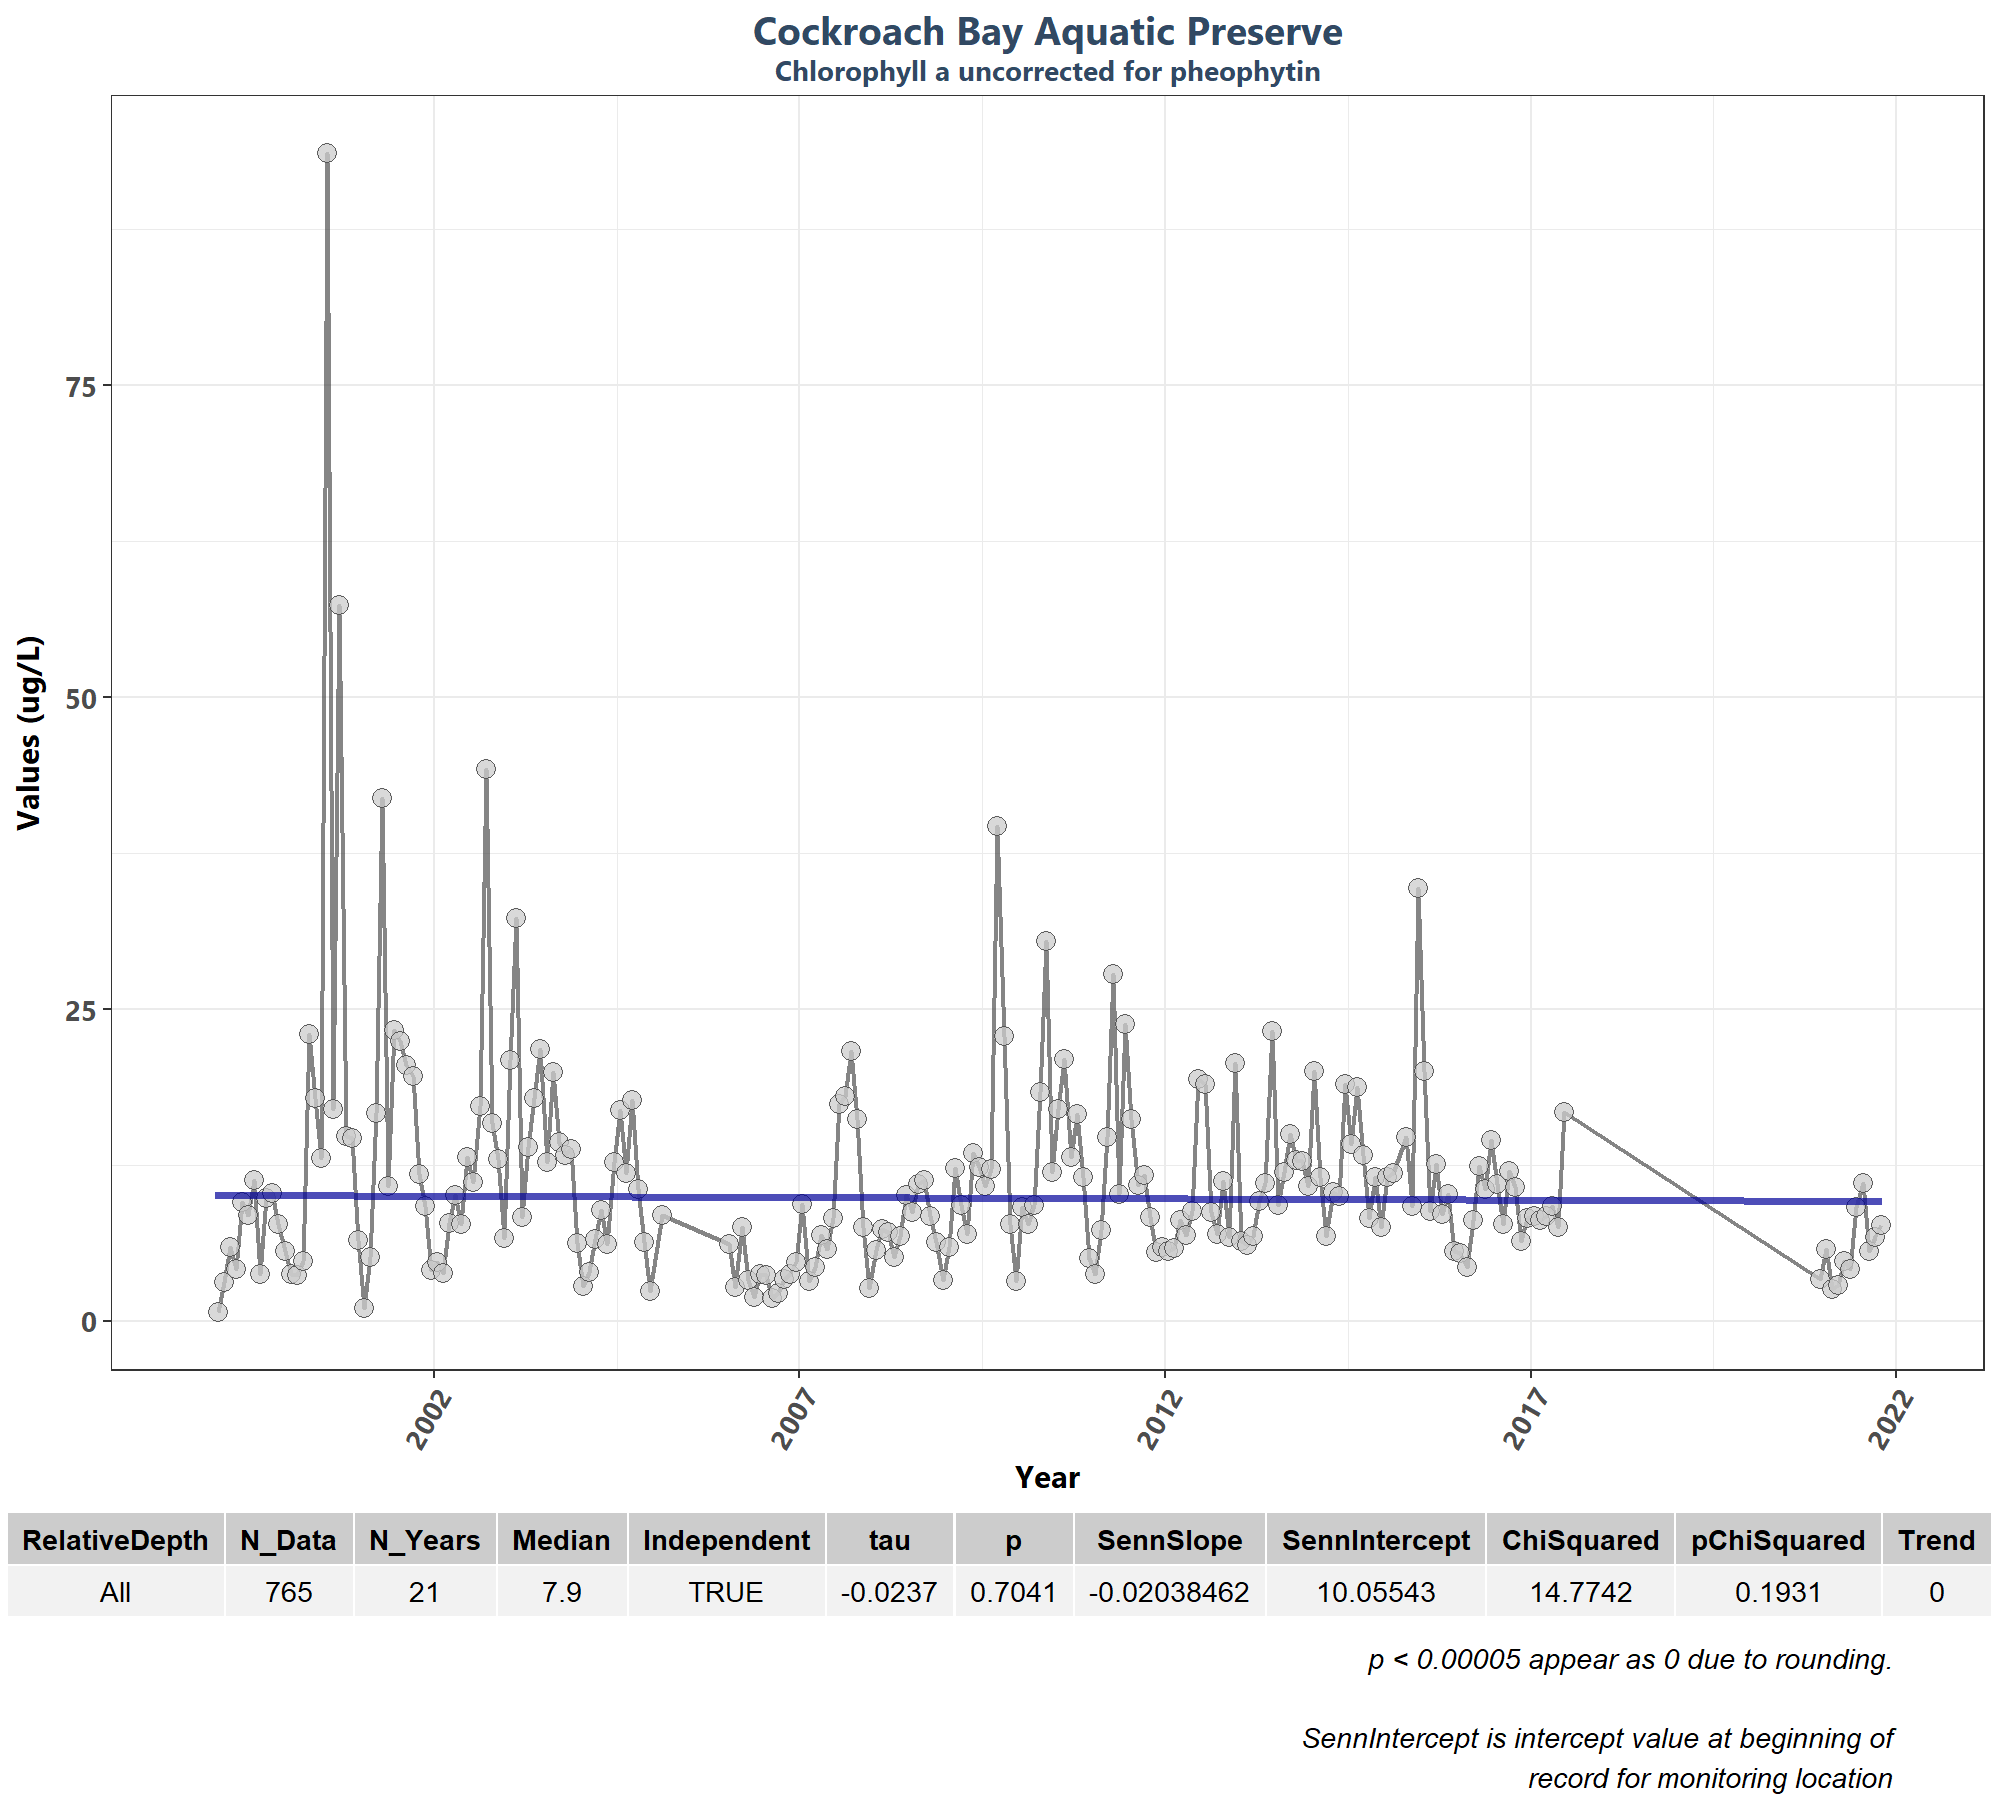 Cockroach Bay Aquatic Preserve
Chlorophyll a uncorrected for pheophytin
Values (ug/L)
75
50
25
0
2002
2007
2012
2017
2022
Year
RelativeDepth N_Data N_Years Median Independent tau p SennSlope SennIntercept ChiSquared pChiSquared Trend
All 765 21 7.9 TRUE -0.0237 0.7041 -0.02038462 10.05543 14.7742 0.1931 0
p < 0.00005 appear as 0 due to rounding.
SennIntercept is intercept value at beginning of
record for monitoring location